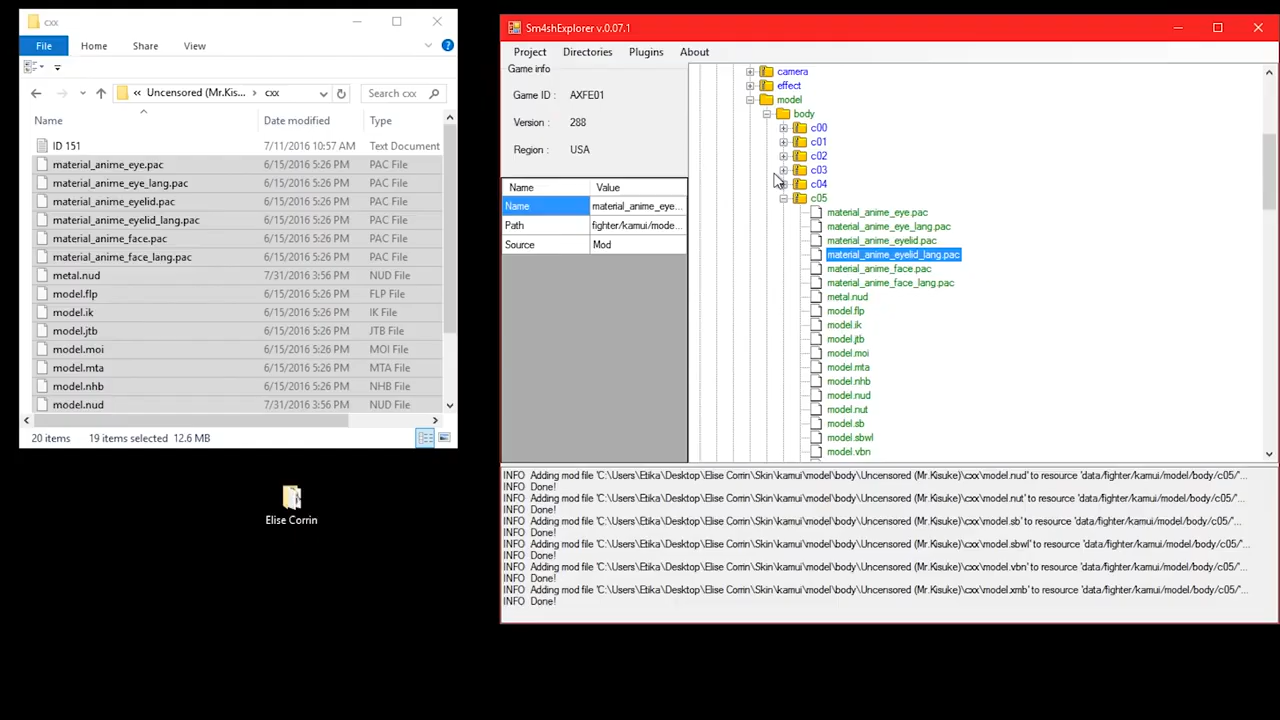 cxx
File Home Share View
« Uncensored (Mr.Kis... > cxx Search cxx
Name Date modified Type
ID 151 7/11/2016 10:57 AM File
material_anime_eye.pac 6/15/2016 5:26 PM PAC File
material_anime_eye_lang.pac 6/15/2016 5:26 PM PAC File
material_anime_eyelid.pac 6/15/2016 5:26 PM PAC File
material_anime_eyelid_lang.pac 6/15/2016 5:26 PM PAC File
material_anime_face.pac 6/15/2016 5:26 PM PAC File
material_anime_face_lang.pac 6/15/2016 5:26 PM PAC File
metal.nud 7/31/2016 3:56 PM NUD File
model.flp 6/15/2016 5:26 PM FLP File
model.ik 6/15/2016 5:26 PM IK File
model.jtb 6/15/2016 5:26 PM JTB File
model.moi 6/15/2016 5:26 PM MOI File
model.mta 6/15/2016 5:26 PM MTA File
model.nhb 6/15/2016 5:26 PM NHB File
model.nud 7/31/2016 3:56 PM NUD File
20 items 19 items selected 12.6 MB
Elise Corrin
Sm4shExplorer v.0.07.1
Project Directories Plugins About
Game info
Game ID : AXFE01
Version : 288
Region : USA
Name Value
Name material_anime_eye...
Path fighter/kamui/mode...
Source Mod
camera
effect
model
body
c00
c01
c02
c03
c04
c05
material_anime_eye.pac
material_anime_eye_lang.pac
material_anime_eyelid.pac
material_anime_eyelid_lang.pac
material_anime_face.pac
material_anime_face_lang.pac
metal.nud
model.flp
model.ik
model.jtb
model.moi
model.mta
model.nhb
model.nud
model.nut
model.sb
model.sbwl
model.vbn
INFO Adding mod file 'C:\Users\Etika\Desktop\Elise Corrin\Skin\kamui\model\body\Uncensored (Mr.Kisuke)\cxx\model.nud' to resource 'data/fighter/kamui/model/body/c05/'...
INFO Done!
INFO Adding mod file 'C:\Users\Etika\Desktop\Elise Corrin\Skin\kamui\model\body\Uncensored (Mr.Kisuke)\cxx\model.nut' to resource 'data/fighter/kamui/model/body/c05/'...
INFO Done!
INFO Adding mod file 'C:\Users\Etika\Desktop\Elise Corrin\Skin\kamui\model\body\Uncensored (Mr.Kisuke)\cxx\model.sb' to resource 'data/fighter/kamui/model/body/c05/'...
INFO Done!
INFO Adding mod file 'C:\Users\Etika\Desktop\Elise Corrin\Skin\kamui\model\body\Uncensored (Mr.Kisuke)\cxx\model.sbwl' to resource 'data/fighter/kamui/model/body/c05/'...
INFO Done!
INFO Adding mod file 'C:\Users\Etika\Desktop\Elise Corrin\Skin\kamui\model\body\Uncensored (Mr.Kisuke)\cxx\model.vbn' to resource 'data/fighter/kamui/model/body/c05/'...
INFO Done!
INFO Adding mod file 'C:\Users\Etika\Desktop\Elise Corrin\Skin\kamui\model\body\Uncensored (Mr.Kisuke)\cxx\model.xmb' to resource 'data/fighter/kamui/model/body/c05/'...
INFO Done!